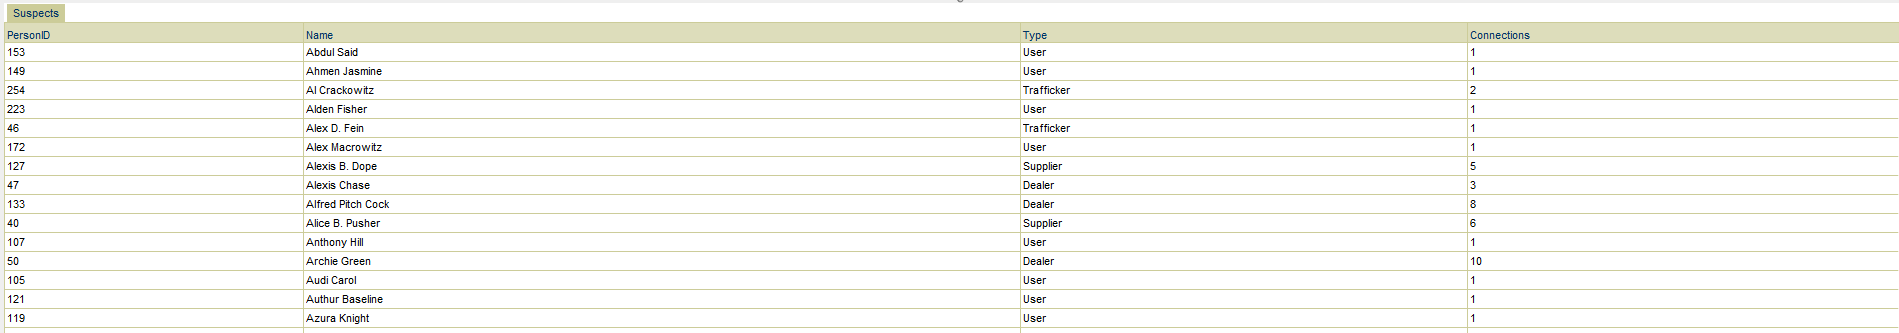 Suspects
PersonID Name Type Connections
153 Abdul Said User 1
149 Ahmen Jasmine User 1
254 Al Crackowitz Trafficker 2
223 Alden Fisher User 1
46 Alex D. Fein Trafficker 1
172 Alex Macrowitz User 1
127 Alexis B. Dope Supplier 5
47 Alexis Chase Dealer 3
133 Alfred Pitch Cock Dealer 8
40 Alice B. Pusher Supplier 6
107 Anthony Hill User 1
50 Archie Green Dealer 10
105 Audi Carol User 1
121 Authur Baseline User 1
119 Azura Knight User 1